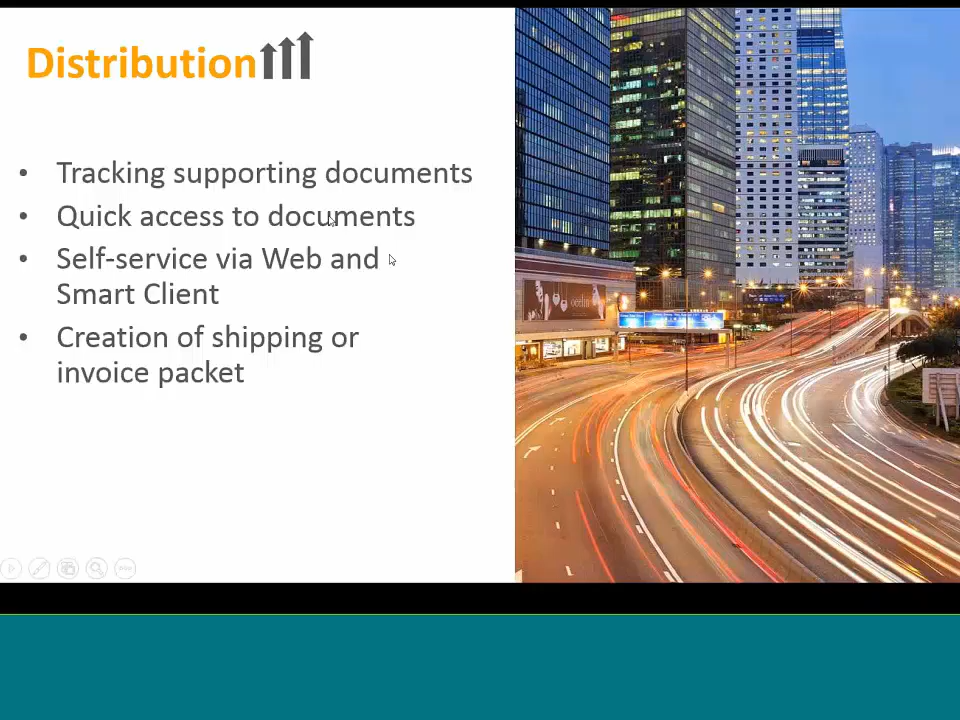 Distribution
• Tracking supporting documents
• Quick access to documents
• Self-service via Web and
Smart Client
• Creation of shipping or
invoice packet